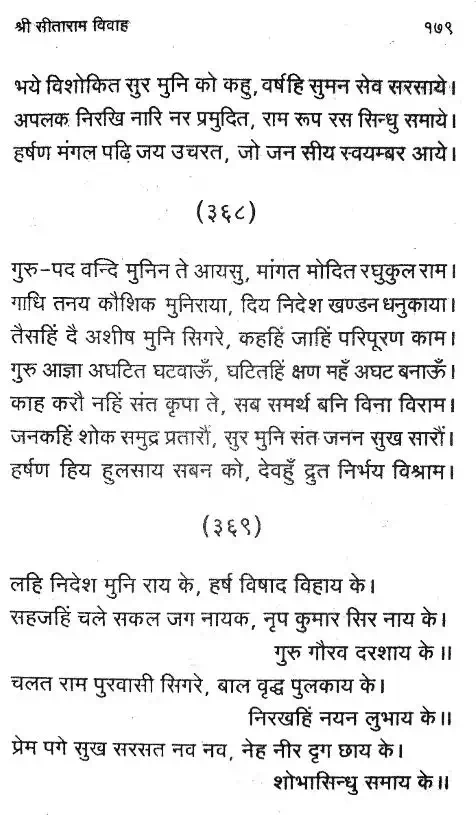 श्री सीताराम विवाह १७९
भये विशोकित सुर मुनि को कहु, वर्षहि सुमन सेव सरसाये।
अपलक निरखि नारि नर प्रमुदित, राम रूप रस सिन्धु समाये।
हर्षण मंगल पढ़ि जय उचरत, जो जन सीय स्वयम्बर आये।
(३६८)
गुरु-पद वन्दि मुनिन ते आयसु, मांगत मोदित रघुकुल राम।
गाधि तनय कौशिक मुनिराया, दिय निदेश खण्डन धनुकाया।
तैसहिं दै अशीष मुनि सिगरे, कहहिं जाहिं परिपूरण काम।
गुरु आज्ञा अघटित घटवाऊँ, घटितहिं क्षण महँ अघट बनाऊँ।
काह करौ नहिं संत कृपा ते, सब समर्थ बनि विना विराम।
जनकहिं शोक समुद्र प्रतारौं, सुर मुनि संत जनन सुख सारौं।
हर्षण हिय हुलसाय सबन को, देवहुँ द्रुत निर्भय विश्राम।
(३६९)
लहि निदेश मुनि राय के, हर्ष विषाद विहाय के।
सहजहिं चले सकल जग नायक, नृप कुमार सिर नाय के।
गुरु गौरव दरशाय के॥
चलत राम पुरवासी सिगरे, बाल वृद्ध पुलकाय के।
निरखहिं नयन लुभाय के॥
प्रेम पगे सुख सरसत नव नव, नेह नीर दृग छाय के।
शोभासिन्धु समाय के॥